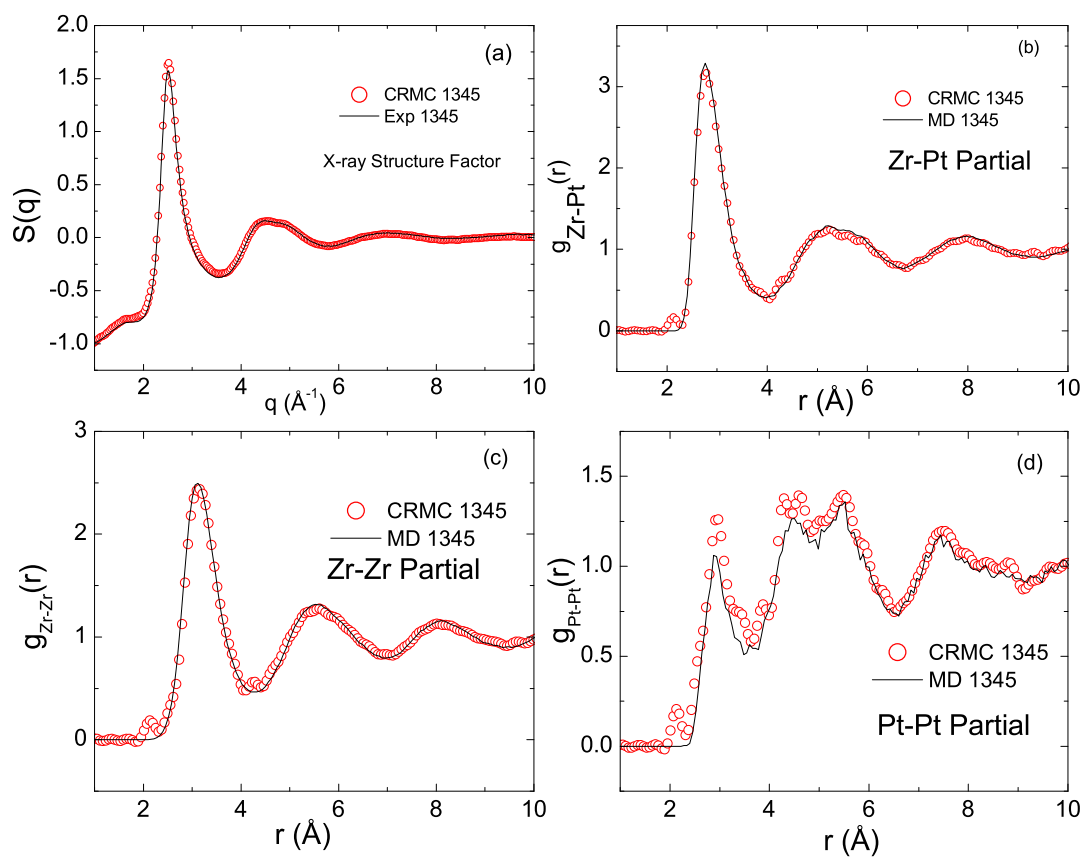 (a)
CRMC 1345
Exp 1345
X-ray Structure Factor
S(q)
2.0
1.5
1.0
0.5
0.0
-0.5
-1.0
2 4 6 8 10
q (Å-1)
(b)
CRMC 1345
MD 1345
Zr-Pt Partial
gZr-Pt(r)
3
2
1
0
2 4 6 8 10
r (Å)
(c)
CRMC 1345
MD 1345
Zr-Zr Partial
gZr-Zr(r)
3
2
1
0
2 4 6 8 10
r (Å)
(d)
CRMC 1345
MD 1345
Pt-Pt Partial
gPt-Pt(r)
1.5
1.0
0.5
0.0
2 4 6 8 10
r (Å)